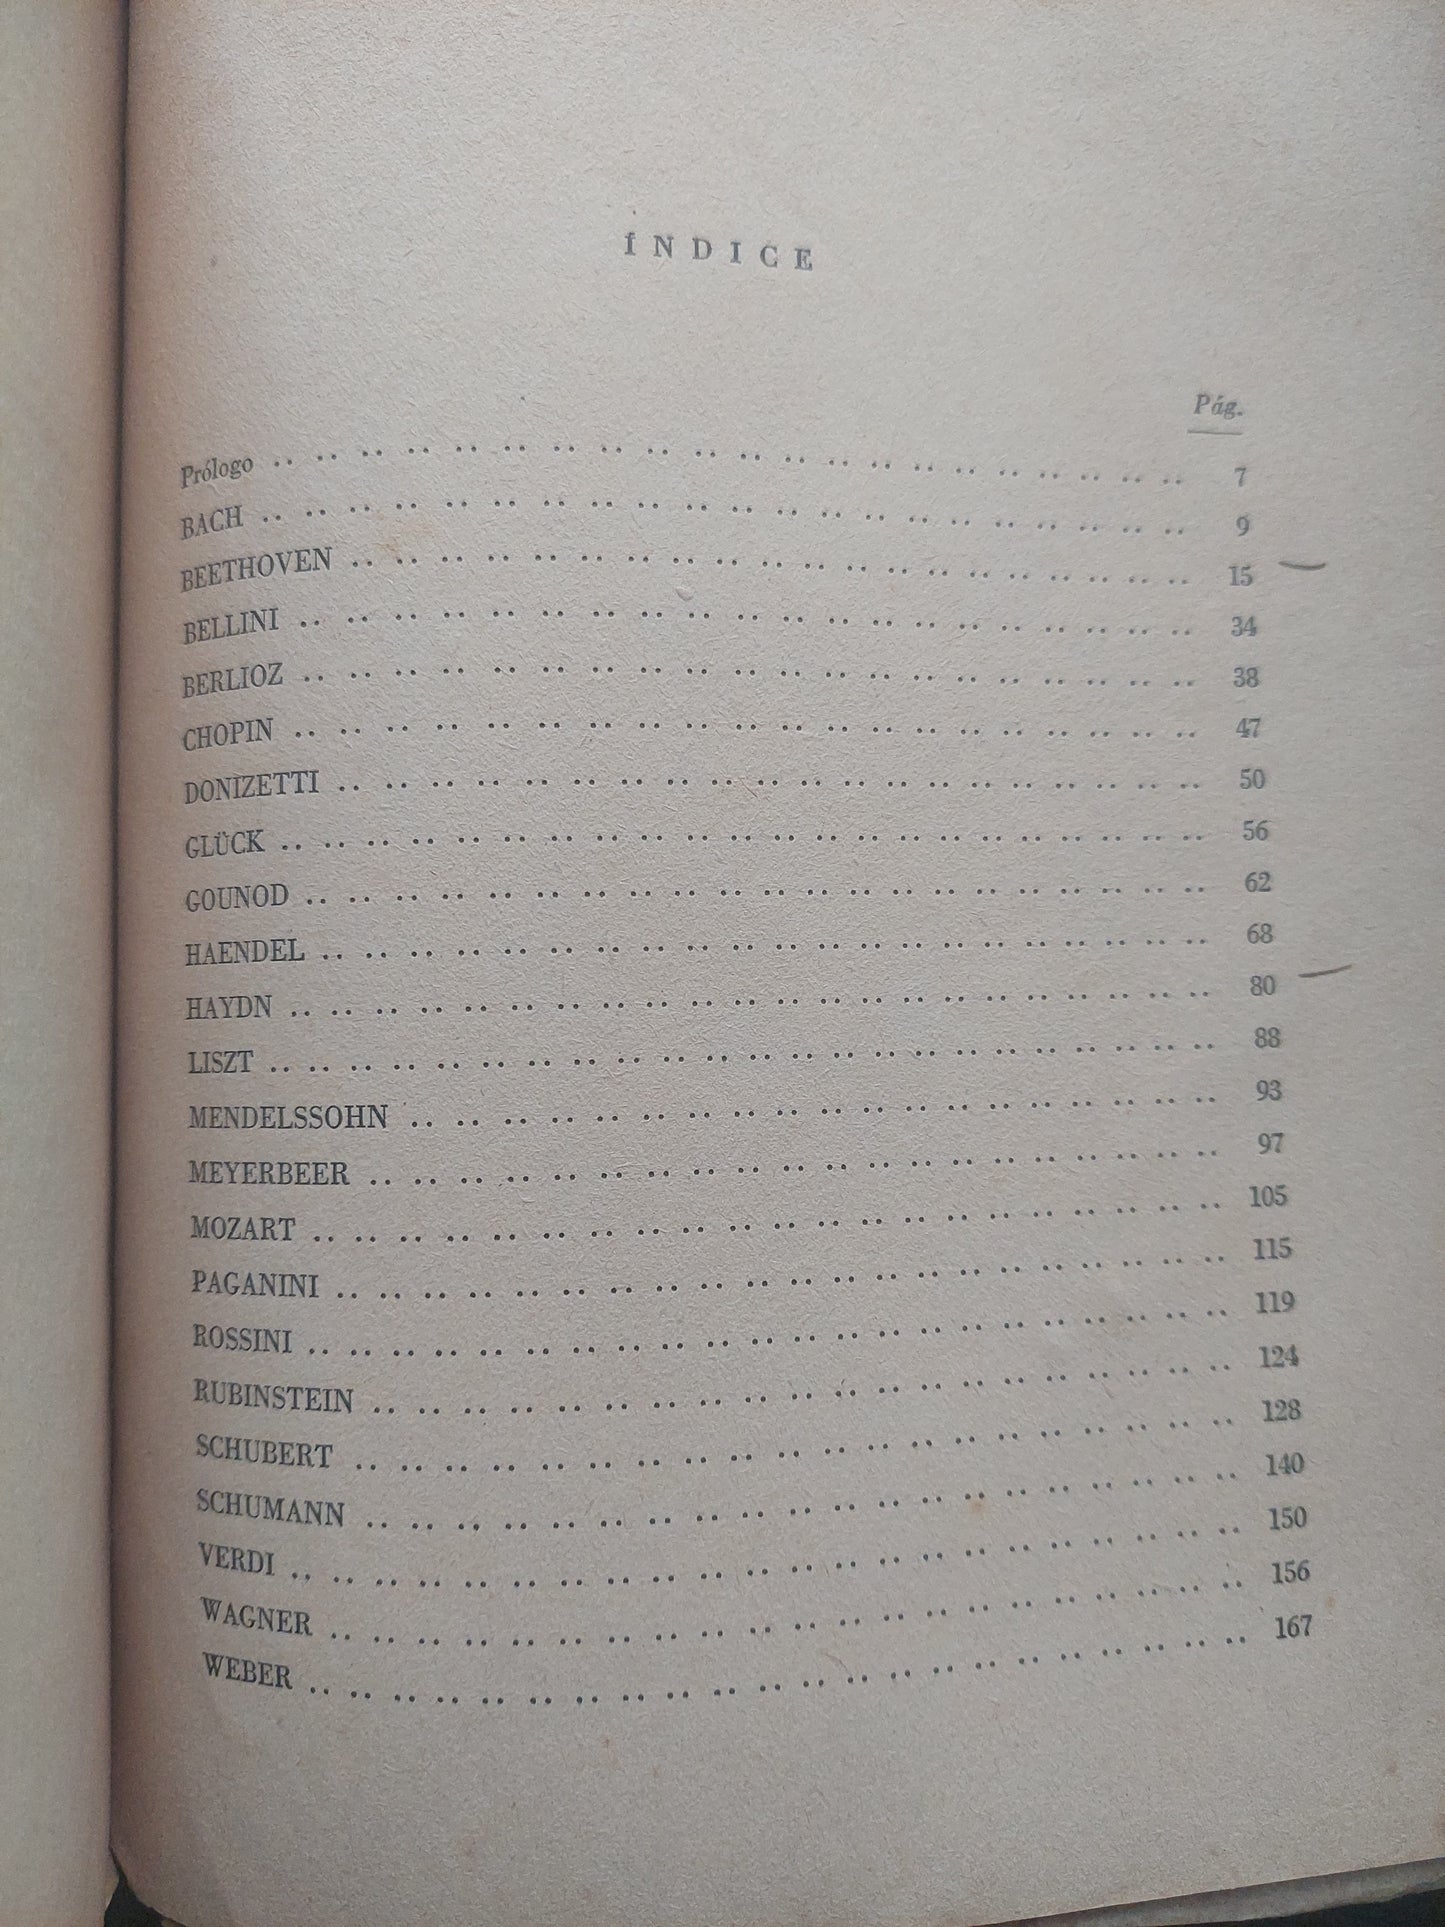 ÍNDICE
Pág.
Prólogo .. .. .. .. .. .. .. .. .. .. .. .. .. .. .. .. .. .. .. .. .. 7
BACH .. .. .. .. .. .. .. .. .. .. .. .. .. .. .. .. .. .. .. .. .. 9
BEETHOVEN .. .. .. .. .. .. .. .. .. .. .. .. .. .. .. .. .. .. .. 15
BELLINI .. .. .. .. .. .. .. .. .. .. .. .. .. .. .. .. .. .. .. .. 34
BERLIOZ .. .. .. .. .. .. .. .. .. .. .. .. .. .. .. .. .. .. .. .. 38
CHOPIN .. .. .. .. .. .. .. .. .. .. .. .. .. .. .. .. .. .. .. .. 47
DONIZETTI .. .. .. .. .. .. .. .. .. .. .. .. .. .. .. .. .. .. .. 50
GLÜCK .. .. .. .. .. .. .. .. .. .. .. .. .. .. .. .. .. .. .. .. .. 56
GOUNOD .. .. .. .. .. .. .. .. .. .. .. .. .. .. .. .. .. .. .. .. 62
HAENDEL .. .. .. .. .. .. .. .. .. .. .. .. .. .. .. .. .. .. .. .. 68
HAYDN .. .. .. .. .. .. .. .. .. .. .. .. .. .. .. .. .. .. .. .. .. 80
LISZT .. .. .. .. .. .. .. .. .. .. .. .. .. .. .. .. .. .. .. .. .. 88
MENDELSSOHN .. .. .. .. .. .. .. .. .. .. .. .. .. .. .. .. .. .. 93
MEYERBEER .. .. .. .. .. .. .. .. .. .. .. .. .. .. .. .. .. .. .. 97
MOZART .. .. .. .. .. .. .. .. .. .. .. .. .. .. .. .. .. .. .. .. 105
PAGANINI .. .. .. .. .. .. .. .. .. .. .. .. .. .. .. .. .. .. .. .. 115
ROSSINI .. .. .. .. .. .. .. .. .. .. .. .. .. .. .. .. .. .. .. .. 119
RUBINSTEIN .. .. .. .. .. .. .. .. .. .. .. .. .. .. .. .. .. .. .. 124
SCHUBERT .. .. .. .. .. .. .. .. .. .. .. .. .. .. .. .. .. .. .. 128
SCHUMANN .. .. .. .. .. .. .. .. .. .. .. .. .. .. .. .. .. .. .. 140
VERDI .. .. .. .. .. .. .. .. .. .. .. .. .. .. .. .. .. .. .. .. .. 150
WAGNER .. .. .. .. .. .. .. .. .. .. .. .. .. .. .. .. .. .. .. .. 156
WEBER .. .. .. .. .. .. .. .. .. .. .. .. .. .. .. .. .. .. .. .. .. 167